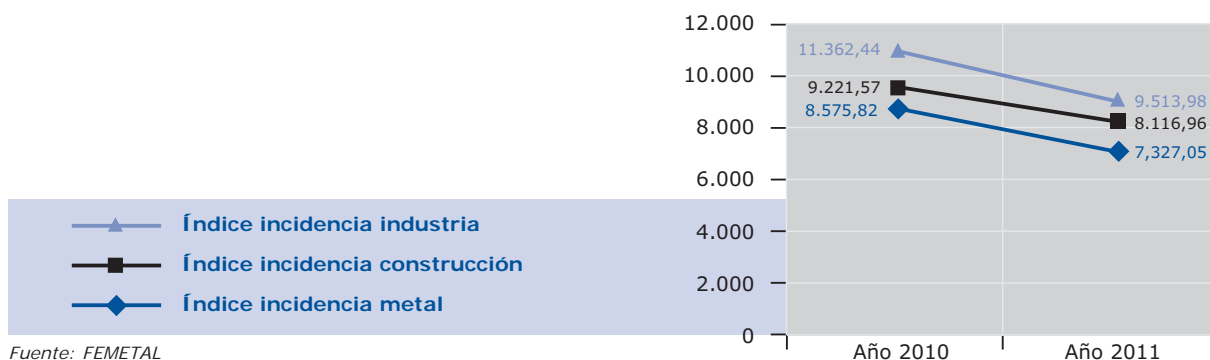 12.000
10.000
8.000
6.000
4.000
2.000
0
11.362,44
9.221,57
8.575,82
9.513,98
8.116,96
7,327,05
Índice incidencia industria
Índice incidencia construcción
Índice incidencia metal
Año 2010
Año 2011
Fuente: FEMETAL